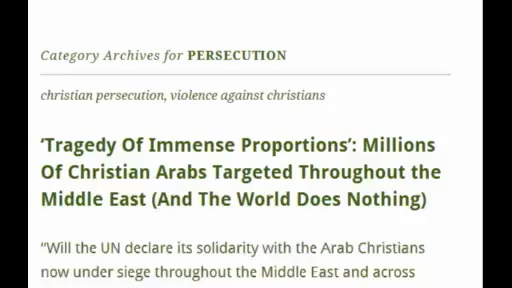 Category Archives for PERSECUTION
christian persecution, violence against christians
‘Tragedy Of Immense Proportions’: Millions
Of Christian Arabs Targeted Throughout the
Middle East (And The World Does Nothing)
“Will the UN declare its solidarity with the Arab Christians
now under siege throughout the Middle East and across